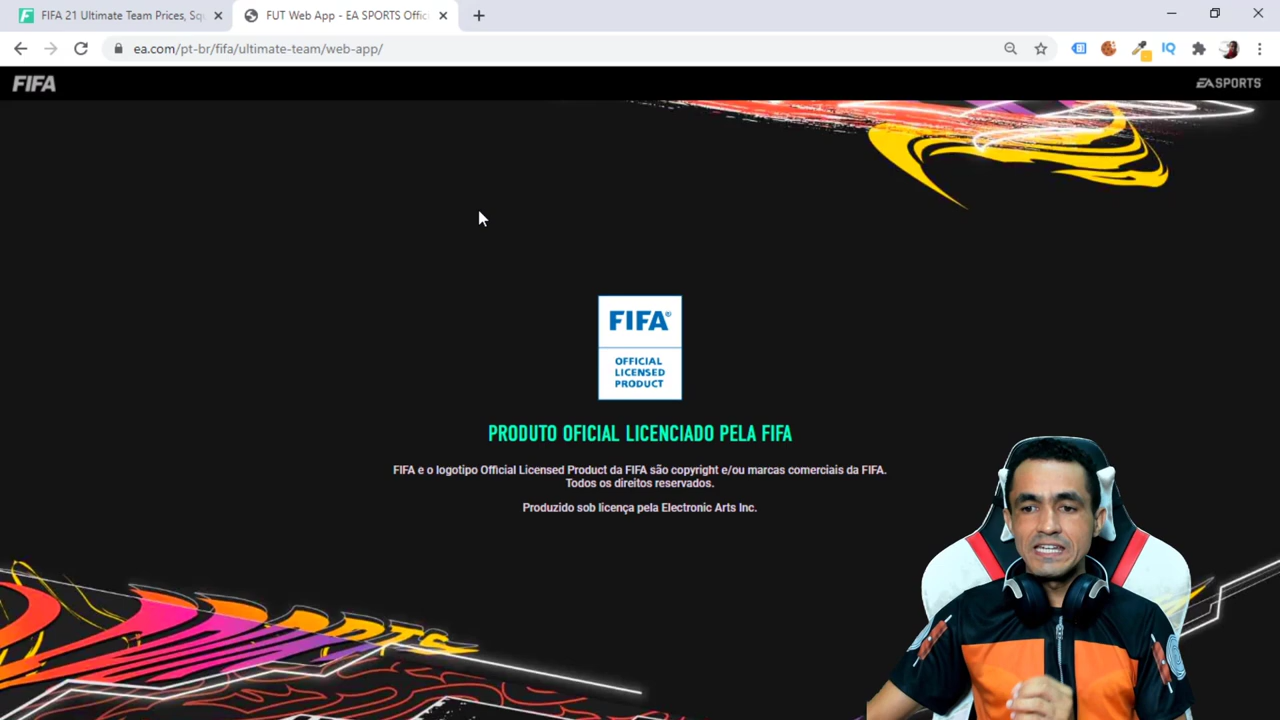 FIFA 21 Ultimate Team Prices, Squ
FUT Web App - EA SPORTS Offic
ea.com/pt-br/fifa/ultimate-team/web-app/
IQ
FIFA
EA SPORTS
FIFA®
OFFICIAL
LICENSED
PRODUCT
PRODUTO OFICIAL LICENCIADO PELA FIFA
FIFA e o logotipo Official Licensed Product da FIFA são copyright e/ou marcas comerciais da FIFA.
Todos os direitos reservados.
Produzido sob licença pela Electronic Arts Inc.